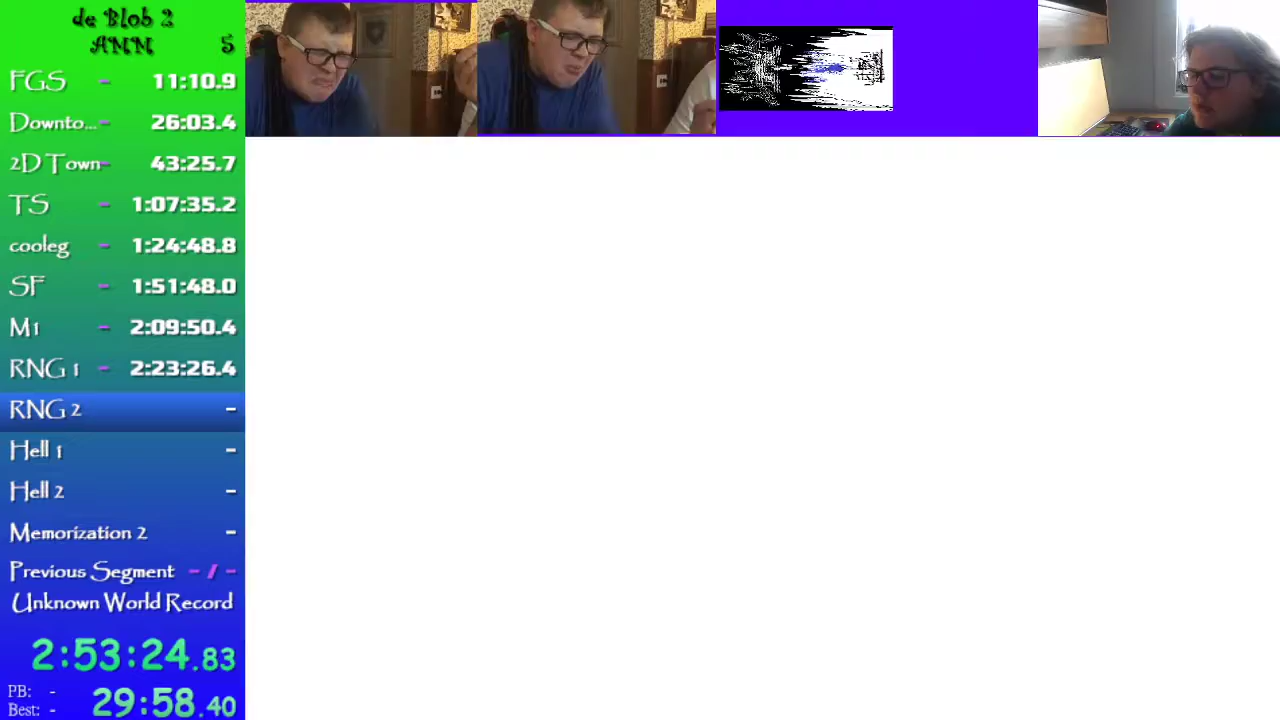 de Blob 2
AMM 5
FGS - 11:10.9
Downto... - 26:03.4
2D Town - 43:25.7
TS - 1:07:35.2
cooleg - 1:24:48.8
SF - 1:51:48.0
M1 - 2:09:50.4
RNG 1 - 2:23:26.4
RNG 2 -
Hell 1 -
Hell 2 -
Memorization 2 -
Previous Segment - / -
Unknown World Record
2:53:24.83
PB: -
Best: - 29:58.40